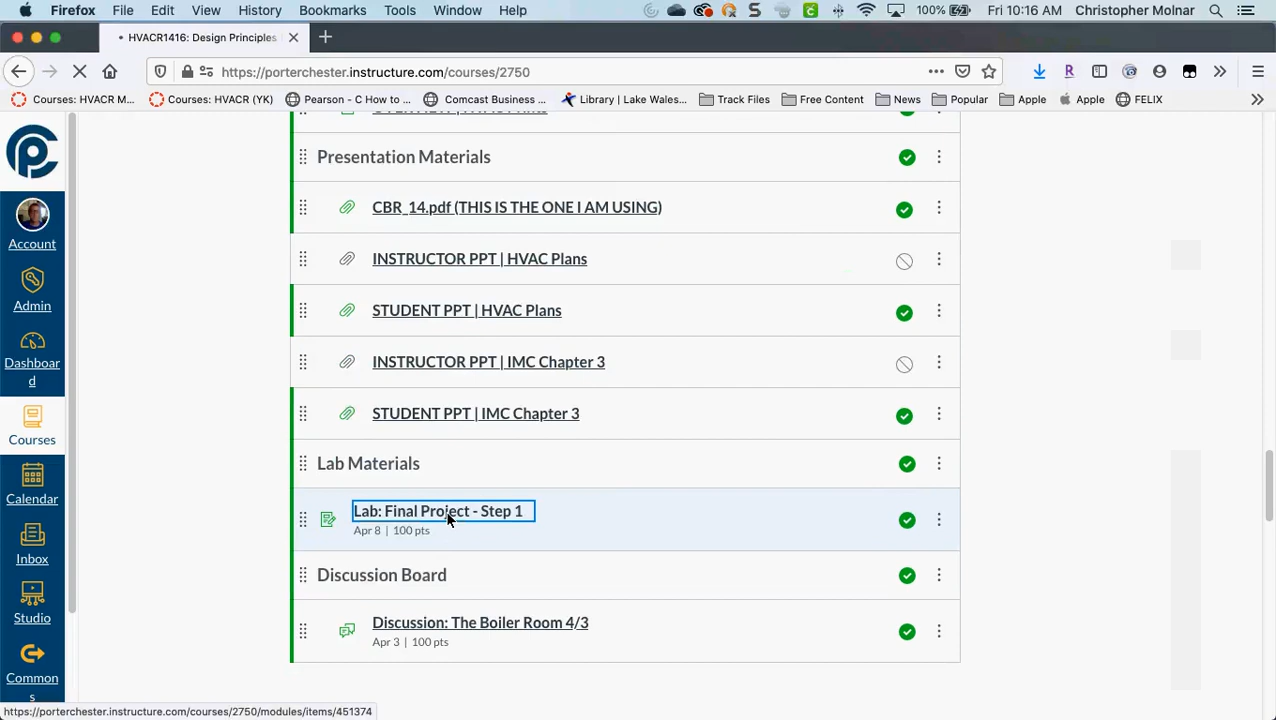 Firefox File Edit View History Bookmarks Tools Window Help 100% Fri 10:16 AM Christopher Molnar
HVACR1416: Design Principles
https://porterchester.instructure.com/courses/2750
Courses: HVACR M... Courses: HVACR (YK) Pearson - C How to ... Comcast Business ... Library | Lake Wales... Track Files Free Content News Popular Apple Apple FELIX
Presentation Materials
CBR_14.pdf (THIS IS THE ONE I AM USING)
INSTRUCTOR PPT | HVAC Plans
STUDENT PPT | HVAC Plans
INSTRUCTOR PPT | IMC Chapter 3
STUDENT PPT | IMC Chapter 3
Lab Materials
Lab: Final Project - Step 1
Apr 8 | 100 pts
Discussion Board
Discussion: The Boiler Room 4/3
Apr 3 | 100 pts
Account
Admin
Dashboar
d
Courses
Calendar
Inbox
Studio
Common
s
https://porterchester.instructure.com/courses/2750/modules/items/451374